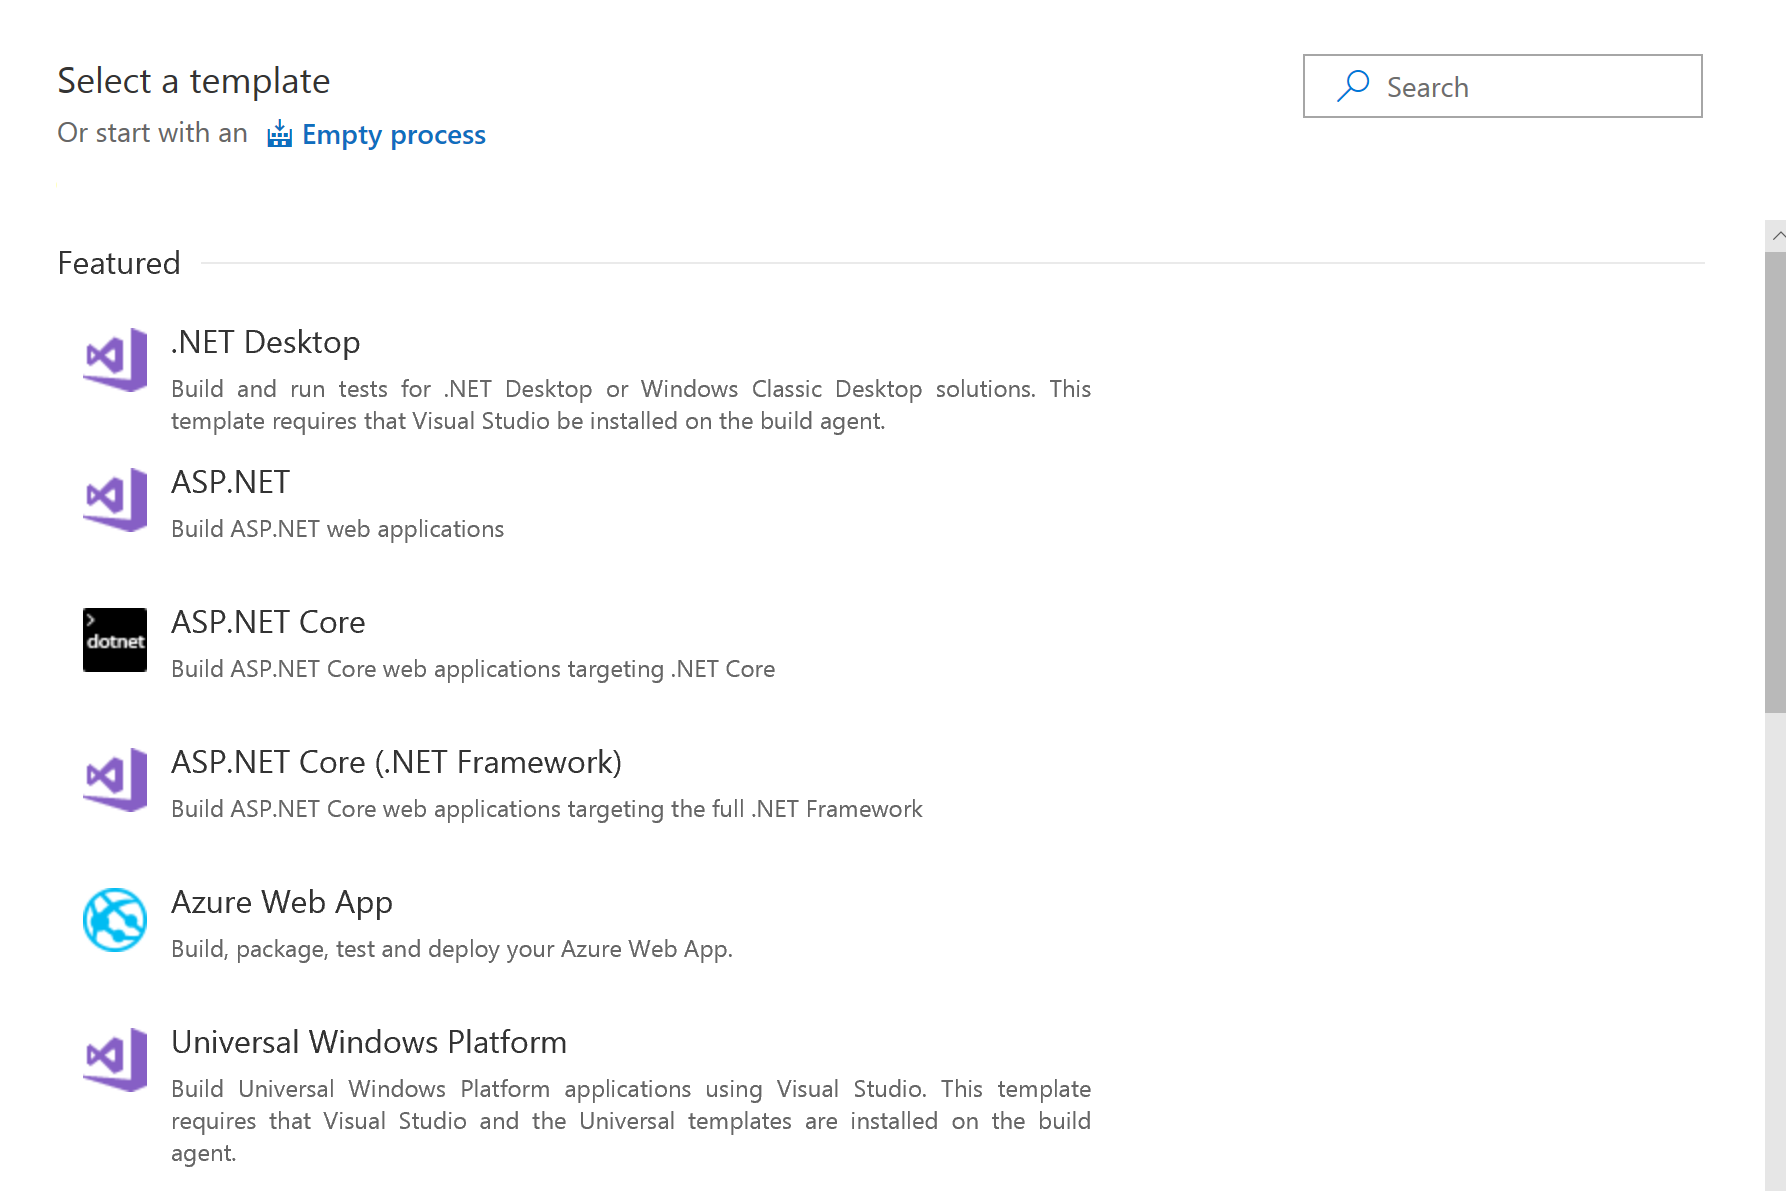 Select a template
Search
Or start with an Empty process
Featured
.NET Desktop
Build and run tests for .NET Desktop or Windows Classic Desktop solutions. This
template requires that Visual Studio be installed on the build agent.
ASP.NET
Build ASP.NET web applications
dotnet
ASP.NET Core
Build ASP.NET Core web applications targeting .NET Core
ASP.NET Core (.NET Framework)
Build ASP.NET Core web applications targeting the full .NET Framework
Azure Web App
Build, package, test and deploy your Azure Web App.
Universal Windows Platform
Build Universal Windows Platform applications using Visual Studio. This template
requires that Visual Studio and the Universal templates are installed on the build
agent.